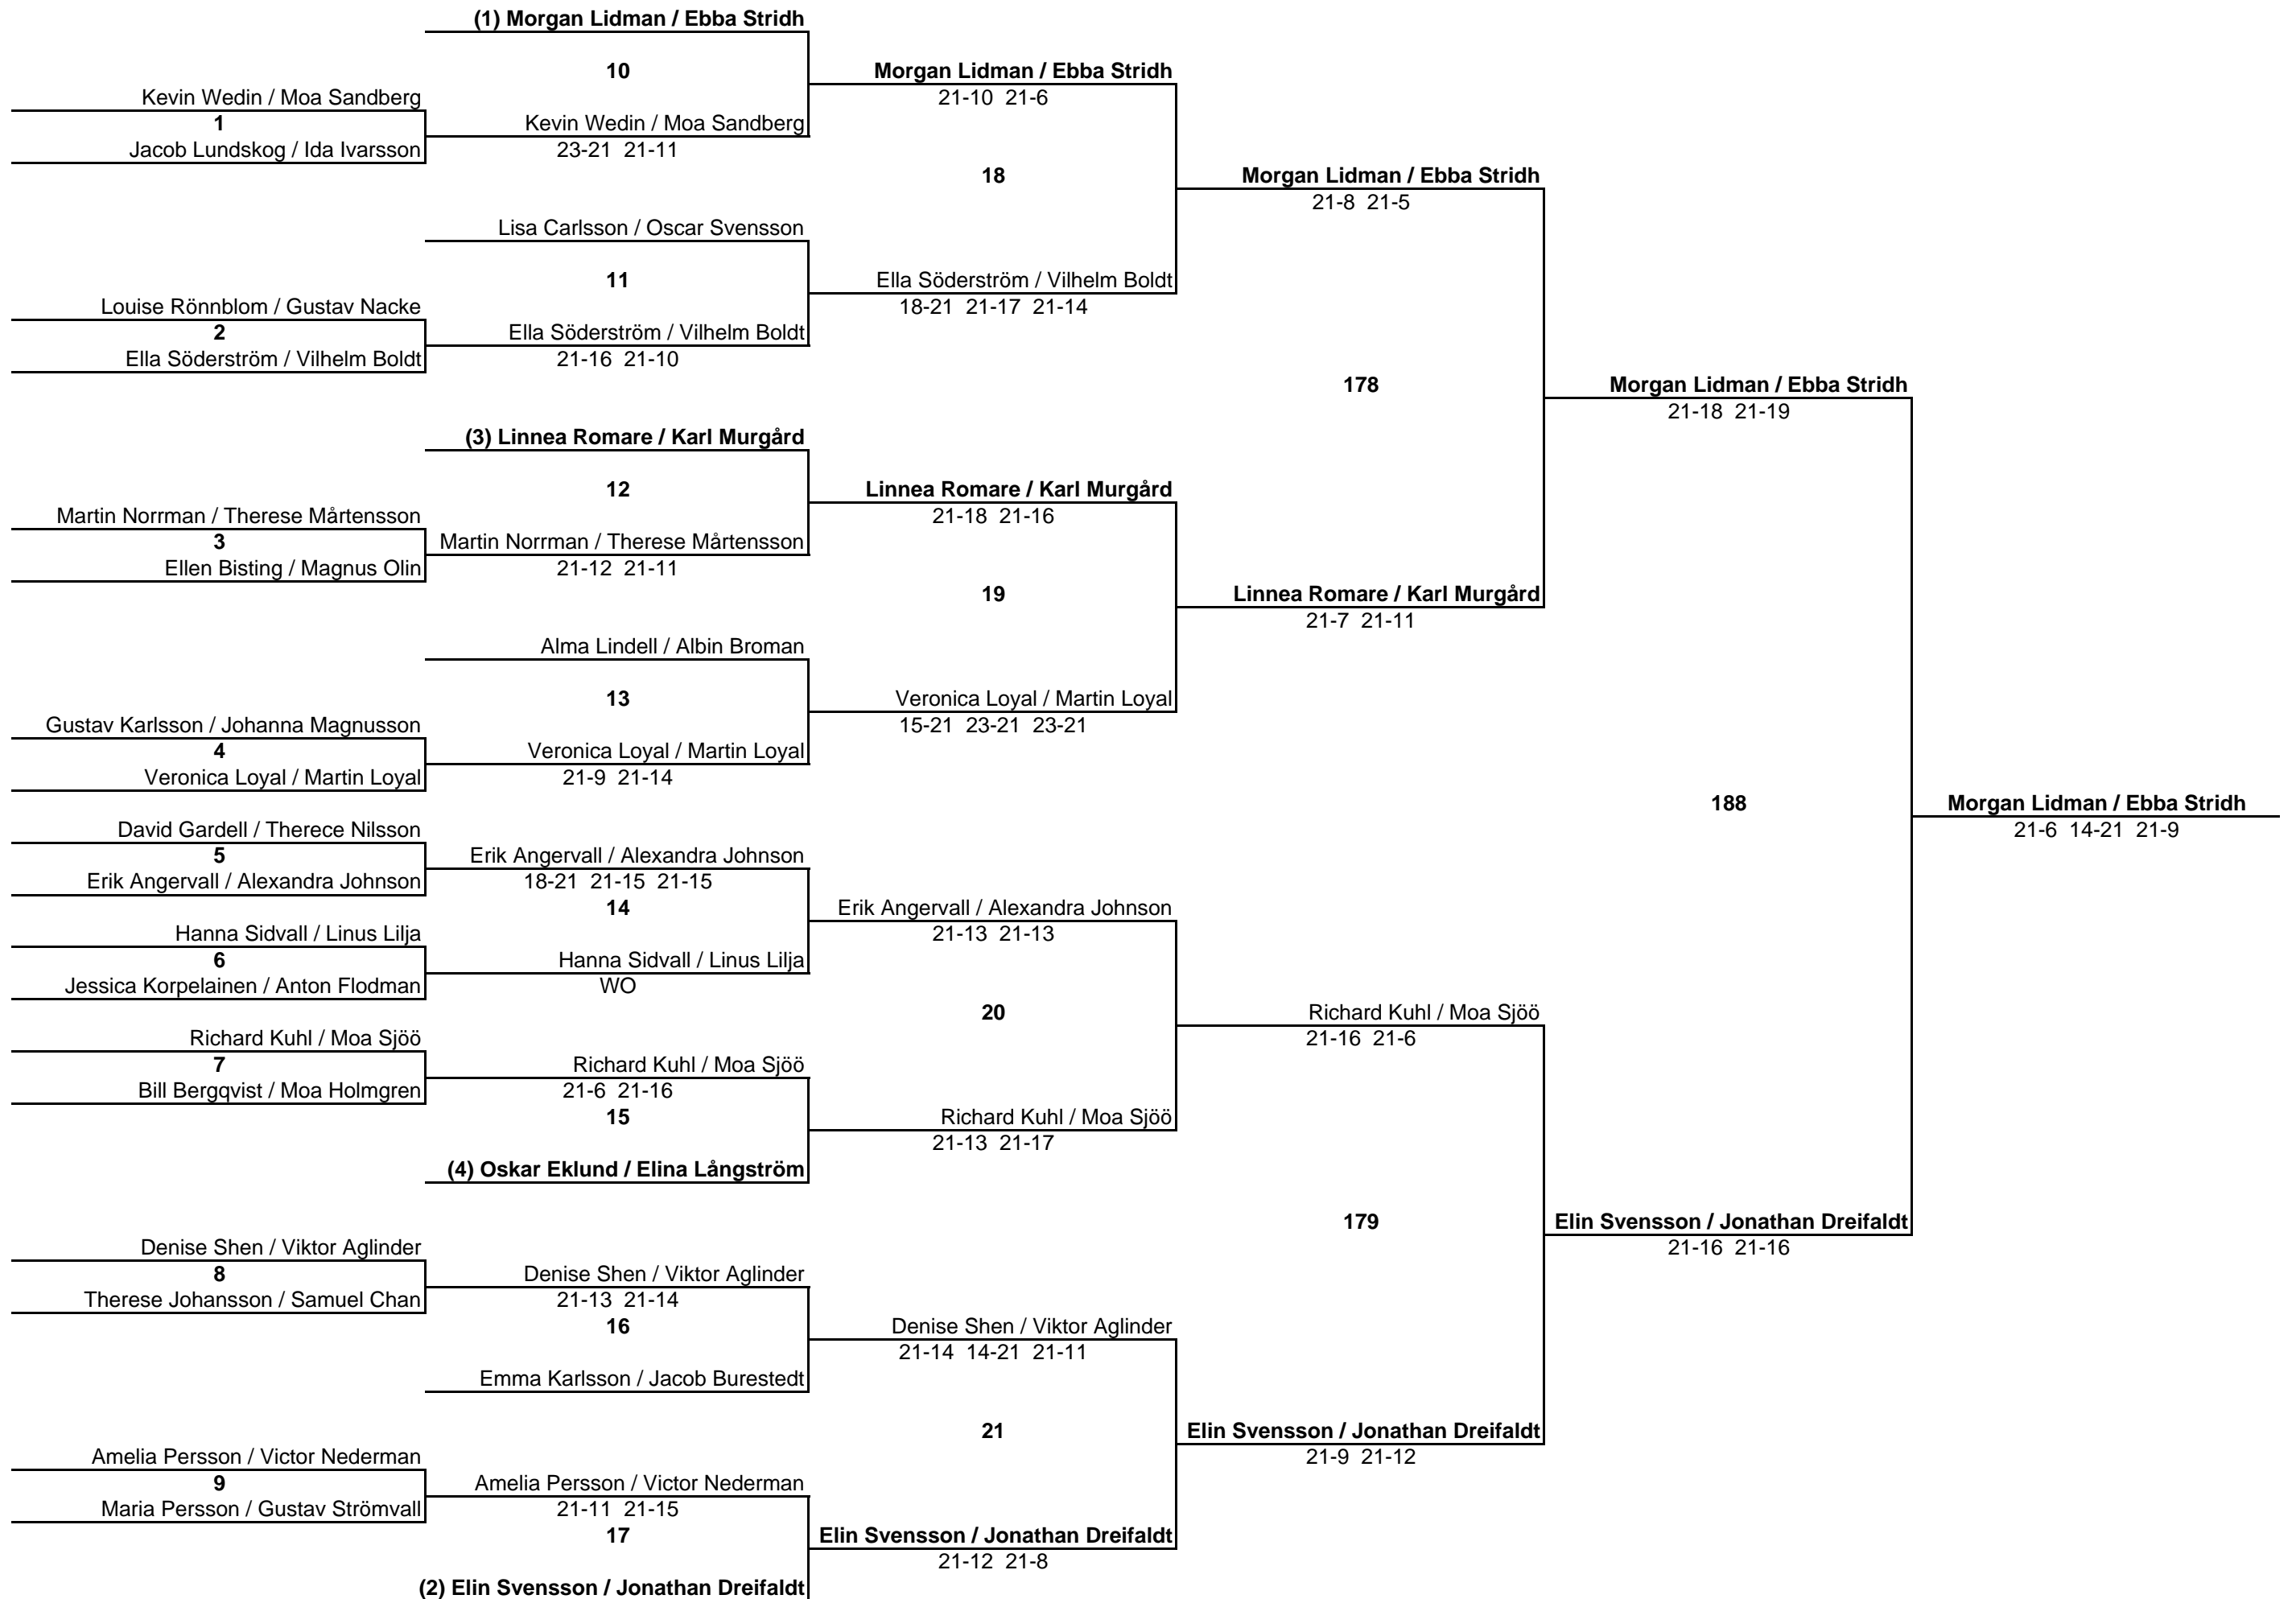 (1) Morgan Lidman / Ebba Stridh
10
Morgan Lidman / Ebba Stridh
Kevin Wedin / Moa Sandberg
21-10 21-6
1
Kevin Wedin / Moa Sandberg
Jacob Lundskog / Ida Ivarsson
23-21 21-11
18
Morgan Lidman / Ebba Stridh
21-8 21-5
Lisa Carlsson / Oscar Svensson
11
Ella Söderström / Vilhelm Boldt
Louise Rönnblom / Gustav Nacke
18-21 21-17 21-14
2
Ella Söderström / Vilhelm Boldt
Ella Söderström / Vilhelm Boldt
21-16 21-10
178
Morgan Lidman / Ebba Stridh
21-18 21-19
(3) Linnea Romare / Karl Murgård
12
Linnea Romare / Karl Murgård
Martin Norrman / Therese Mårtensson
21-18 21-16
3
Martin Norrman / Therese Mårtensson
Ellen Bisting / Magnus Olin
21-12 21-11
19
Linnea Romare / Karl Murgård
21-7 21-11
Alma Lindell / Albin Broman
13
Veronica Loyal / Martin Loyal
Gustav Karlsson / Johanna Magnusson
15-21 23-21 23-21
4
Veronica Loyal / Martin Loyal
Veronica Loyal / Martin Loyal
21-9 21-14
188
Morgan Lidman / Ebba Stridh
David Gardell / Therece Nilsson
21-6 14-21 21-9
5
Erik Angervall / Alexandra Johnson
Erik Angervall / Alexandra Johnson
18-21 21-15 21-15
14
Erik Angervall / Alexandra Johnson
Hanna Sidvall / Linus Lilja
21-13 21-13
6
Hanna Sidvall / Linus Lilja
Jessica Korpelainen / Anton Flodman
WO
20
Richard Kuhl / Moa Sjöö
Richard Kuhl / Moa Sjöö
21-16 21-6
7
Richard Kuhl / Moa Sjöö
Bill Bergqvist / Moa Holmgren
21-6 21-16
15
Richard Kuhl / Moa Sjöö
21-13 21-17
(4) Oskar Eklund / Elina Långström
179
Elin Svensson / Jonathan Dreifaldt
Denise Shen / Viktor Aglinder
21-16 21-16
8
Denise Shen / Viktor Aglinder
Therese Johansson / Samuel Chan
21-13 21-14
16
Denise Shen / Viktor Aglinder
21-14 14-21 21-11
Emma Karlsson / Jacob Burestedt
21
Elin Svensson / Jonathan Dreifaldt
Amelia Persson / Victor Nederman
21-9 21-12
9
Amelia Persson / Victor Nederman
Maria Persson / Gustav Strömvall
21-11 21-15
17
Elin Svensson / Jonathan Dreifaldt
21-12 21-8
(2) Elin Svensson / Jonathan Dreifaldt